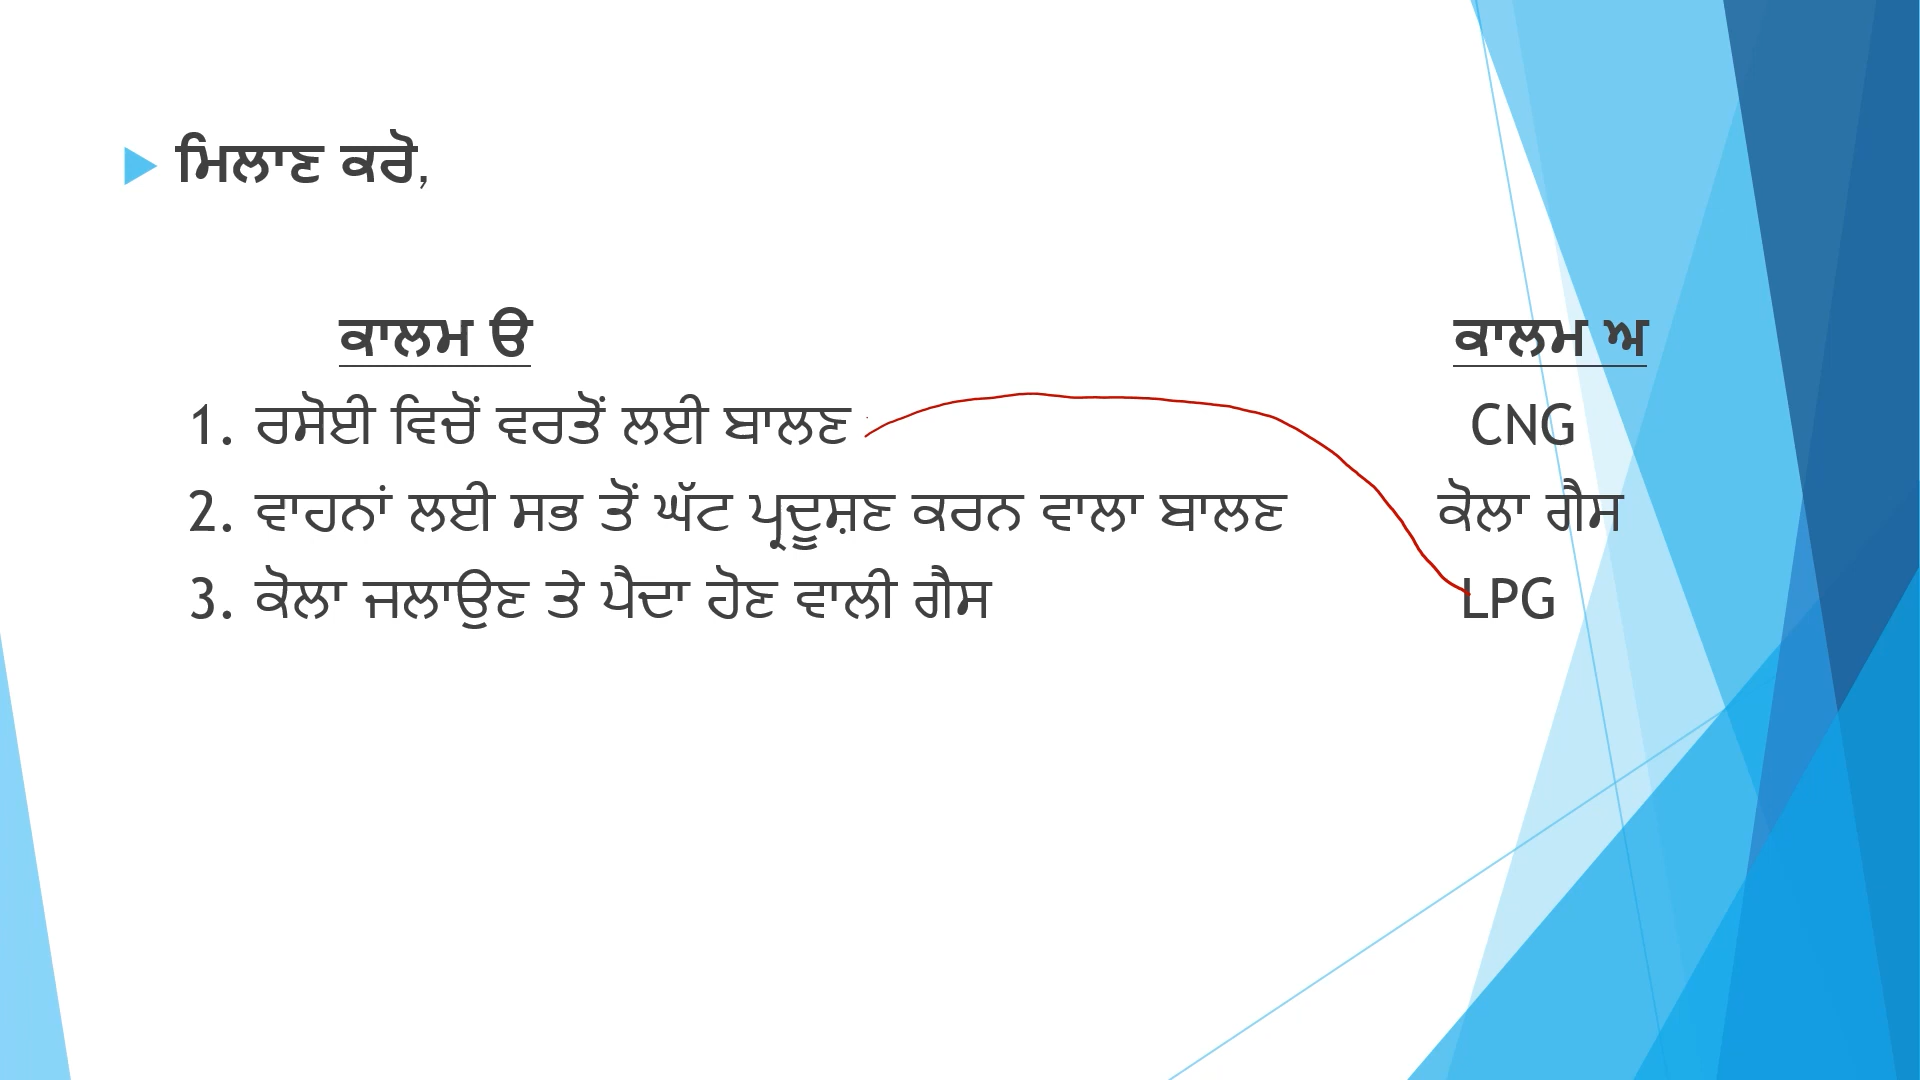 ਮਿਲਾਣ ਕਰੋ,
ਕਾਲਮ ੳ ਕਾਲਮ ਅ
1. ਰਸੋਈ ਵਿਚੋਂ ਵਰਤੋਂ ਲਈ ਬਾਲਣ CNG
2. ਵਾਹਨਾਂ ਲਈ ਸਭ ਤੋਂ ਘੱਟ ਪ੍ਰਦੂਸ਼ਣ ਕਰਨ ਵਾਲਾ ਬਾਲਣ ਕੋਲਾ ਗੈਸ
3. ਕੋਲਾ ਜਲਾਉਣ ਤੇ ਪੈਦਾ ਹੋਣ ਵਾਲੀ ਗੈਸ LPG